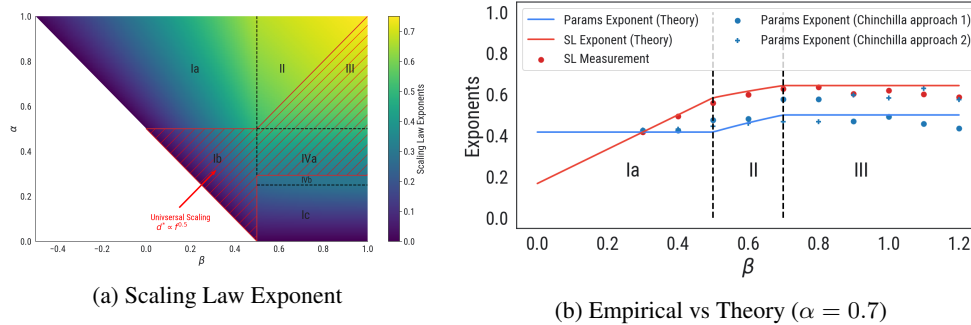 1.0
0.8
0.6
0.4
0.2
0.0
α
−0.4
−0.2
0.0
0.2
0.4
0.6
0.8
1.0
β
Ia
II
III
Ib
IVa
IVb
Ic
Univsersal Scaling
d* ∝ f^0.5
0.7
0.6
0.5
0.4
0.3
0.2
0.1
0.0
Scaling Law Exponents
(a) Scaling Law Exponent
Params Exponent (Theory)
SL Exponent (Theory)
SL Measurement
Params Exponent (Chinchilla approach 1)
Params Exponent (Chinchilla approach 2)
1.0
0.8
0.6
0.4
0.2
0.0
Exponents
Ia
II
III
0.0
0.2
0.4
0.6
0.8
1.0
1.2
β
(b) Empirical vs Theory (α = 0.7)